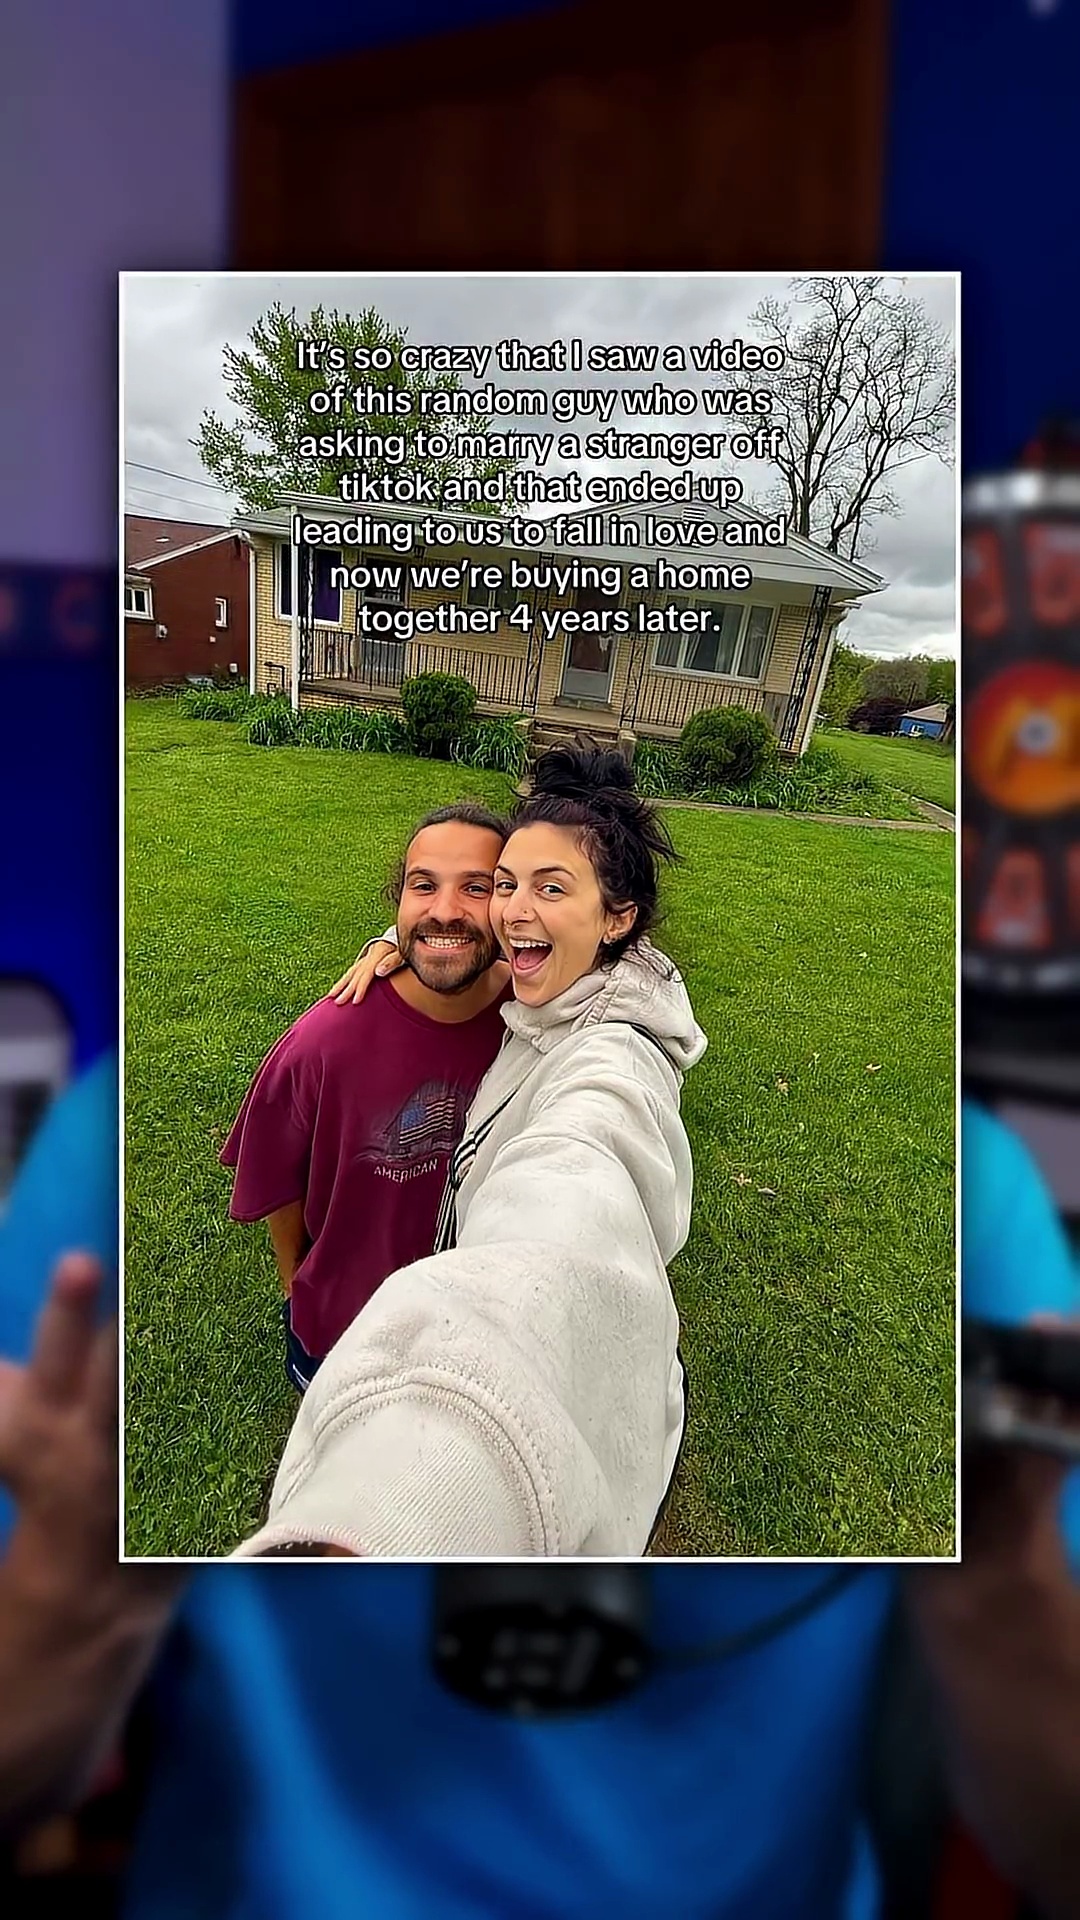 It's so crazy that I saw a video
of this random guy who was
asking to marry a stranger off
tiktok and that ended up
leading to us to fall in love and
now we're buying a home
together 4 years later.
AMERICAN